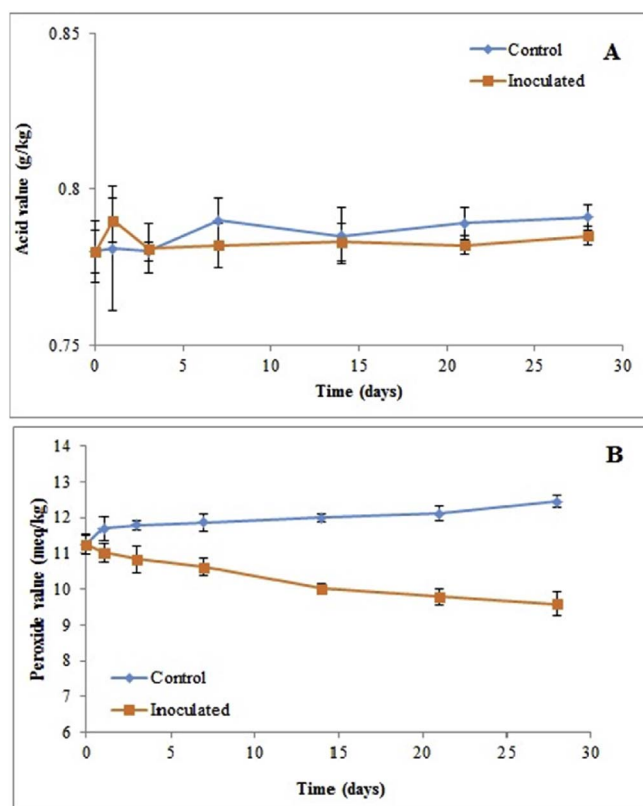 0.85
Control
Inoculated
A
Acid value (g/kg)
0.8
0.75
0 5 10 15 20 25 30
Time (days)
14
B
13
12
11
10
9
8
7
6
Peroxide value (meq/kg)
Control
Inoculated
0 5 10 15 20 25 30
Time (days)